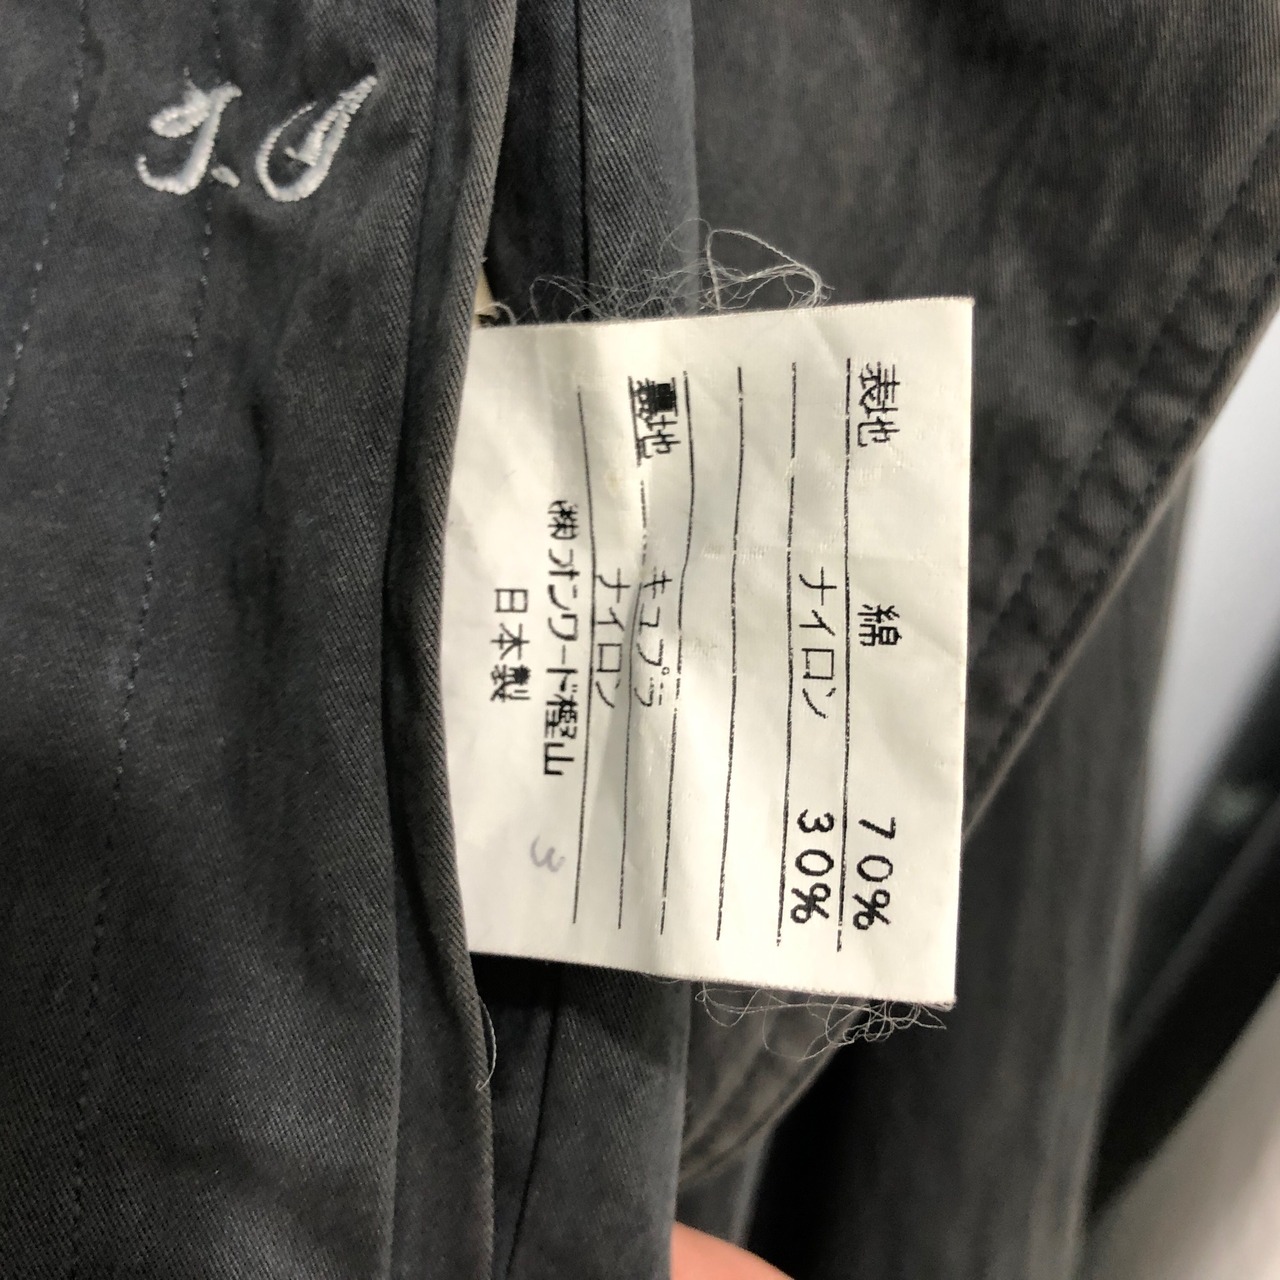 表地 綿 70%
ナイロン 30%
裏地 キュプラ
ナイロン
㈱オンワード樫山
日本製
3